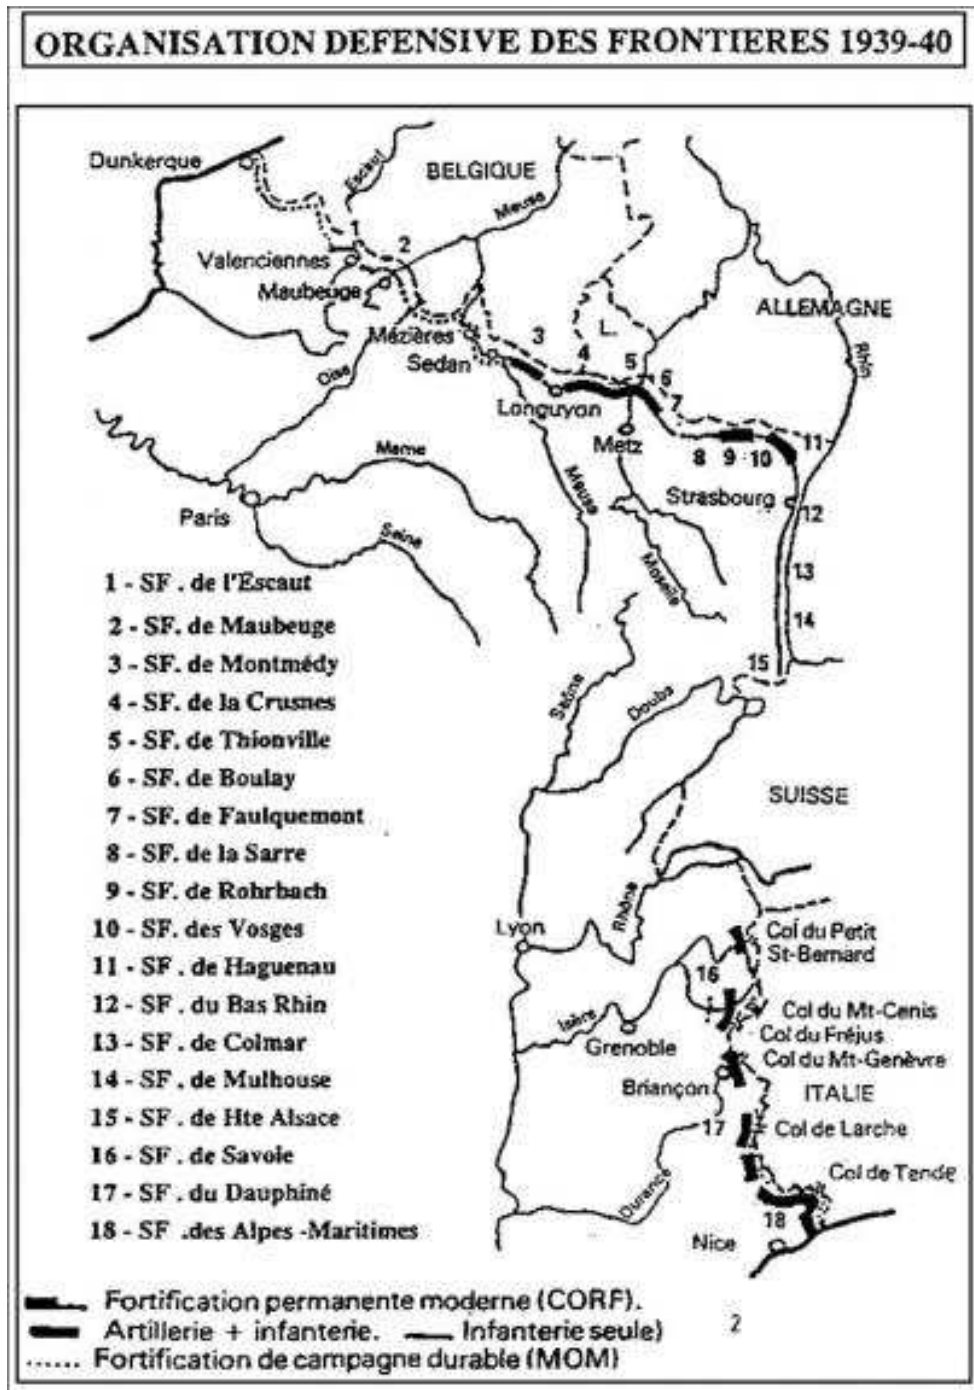 ORGANISATION DEFENSIVE DES FRONTIERES 1939-40
Dunkerque
Escaut
BELGIQUE
Meuse
1
2
Valenciennes
Maubeuge
ALLEMAGNE
Mézières
L.
Rhin
Sedan
3
4
5
6
7
Oise
Longuyon
Metz
8
9
10
11
Marne
Meuse
Strasbourg
12
Paris
Seine
Moselle
13
14
15
1 - SF . de l'Escaut
2 - SF. de Maubeuge
3 - SF. de Montmédy
4 - SF. de la Crusnes
5 - SF. de Thionville
6 - SF. de Boulay
7 - SF. de Faulquemont
8 - SF. de la Sarre
9 - SF. de Rohrbach
10 - SF. des Vosges
11 - SF . de Haguenau
12 - SF . du Bas Rhin
13 - SF . de Colmar
14 - SF . de Mulhouse
15 - SF . de Hte Alsace
16 - SF . de Savoie
17 - SF . du Dauphiné
18 - SF .des Alpes -Maritimes
Saône
Doubs
SUISSE
Rhône
Lyon
Col du Petit
St-Bernard
16
Isère
Grenoble
Col du Mt-Cenis
Col du Fréjus
Col du Mt-Genèvre
Briançon
ITALIE
17
Col de Larche
Durance
Col de Tende
18
Nice
Fortification permanente moderne (CORF).
Artillerie + infanterie. Infanterie seule)
Fortification de campagne durable (MOM)
2